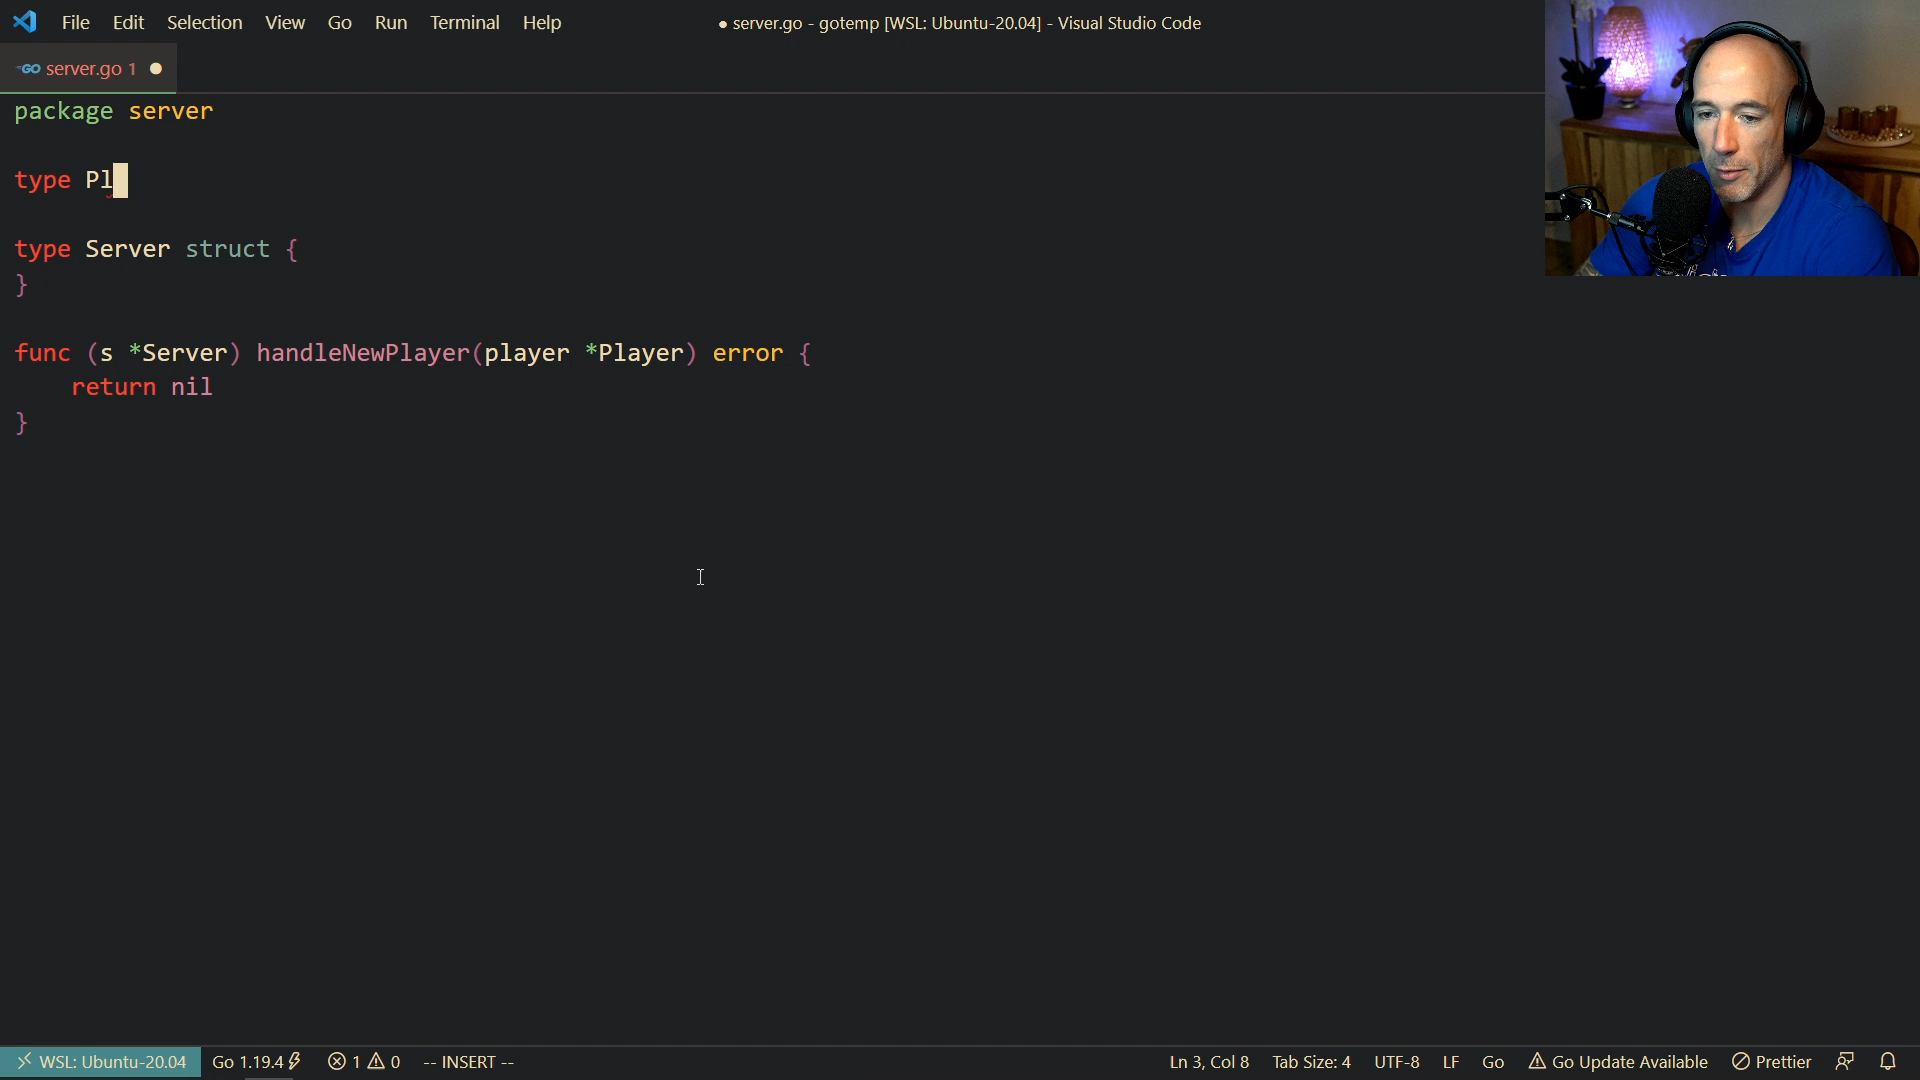 File Edit Selection View Go Run Terminal Help
● server.go - gotemp [WSL: Ubuntu-20.04] - Visual Studio Code
GO server.go 1 ●
package server
type Pl
type Server struct {
}
func (s *Server) handleNewPlayer(player *Player) error {
    return nil
}
WSL: Ubuntu-20.04 Go 1.19.4 1 0 -- INSERT -- Ln 3, Col 8 Tab Size: 4 UTF-8 LF Go Go Update Available Prettier